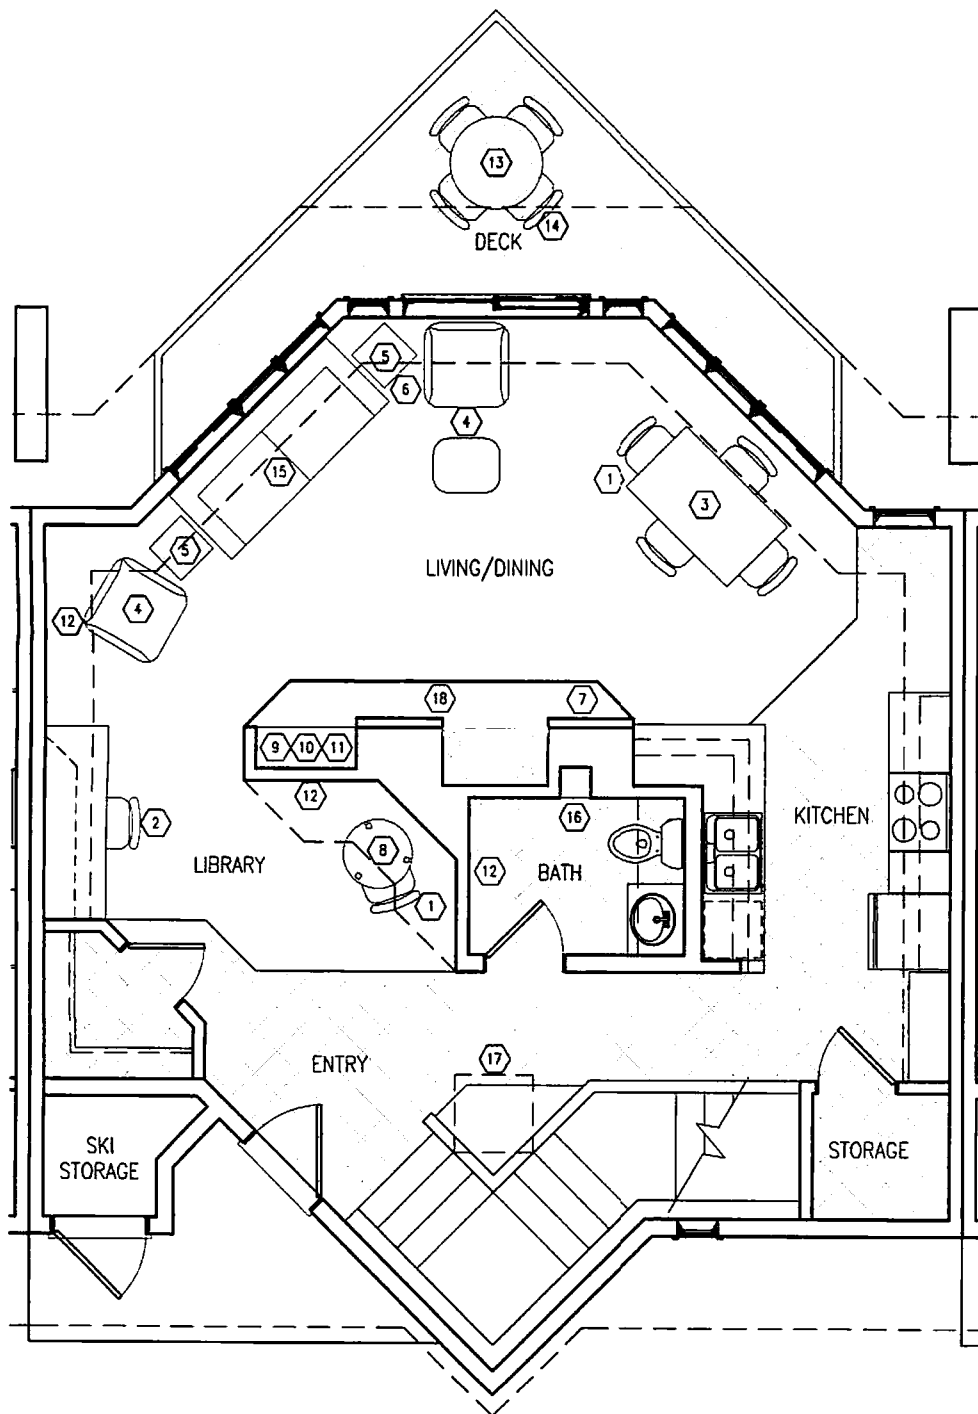 13
14
DECK
5
6
4
15
1
3
5
LIVING/DINING
4
12
18
7
9 10 11
12
2
16
KITCHEN
8
LIBRARY
12
BATH
1
17
ENTRY
SKI
STORAGE
STORAGE